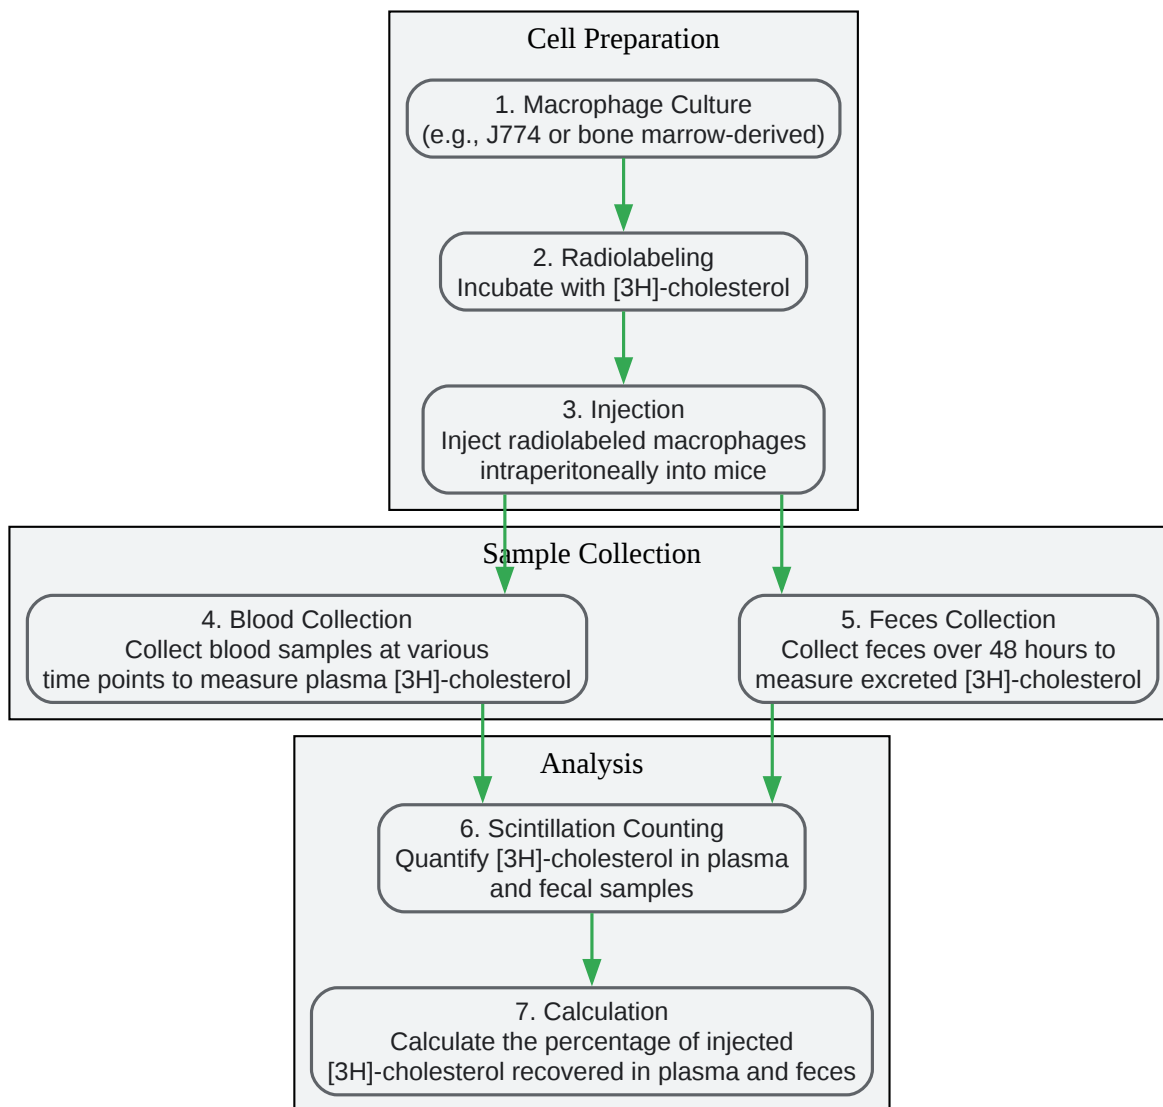 Cell Preparation
1. Macrophage Culture
(e.g., J774 or bone marrow-derived)
2. Radiolabeling
Incubate with [3H]-cholesterol
3. Injection
Inject radiolabeled macrophages
intraperitoneally into mice
Sample Collection
4. Blood Collection
Collect blood samples at various
time points to measure plasma [3H]-cholesterol
5. Feces Collection
Collect feces over 48 hours to
measure excreted [3H]-cholesterol
Analysis
6. Scintillation Counting
Quantify [3H]-cholesterol in plasma
and fecal samples
7. Calculation
Calculate the percentage of injected
[3H]-cholesterol recovered in plasma and feces